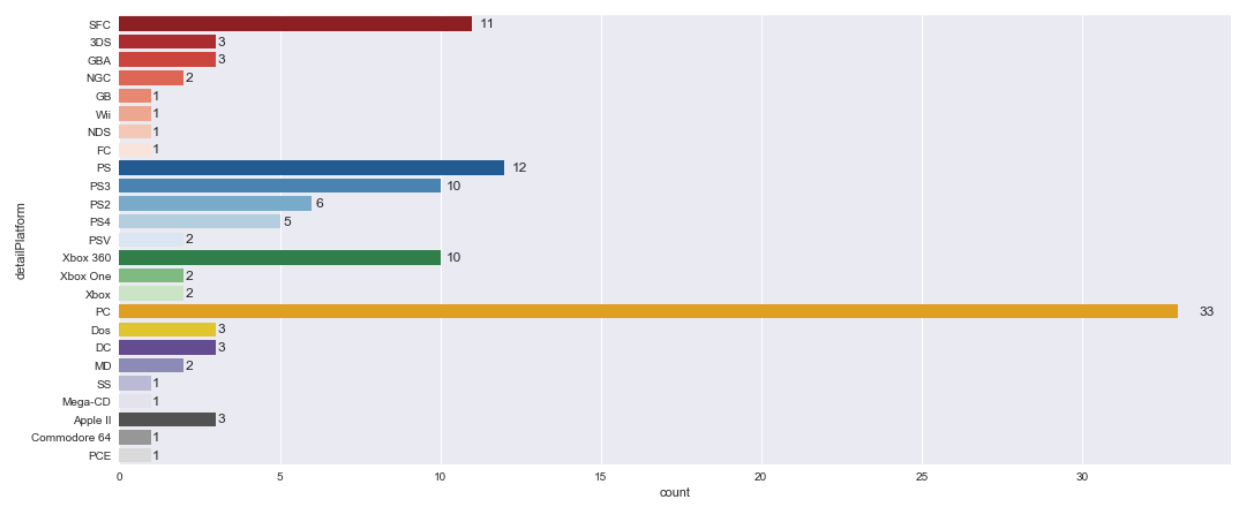 SFC 11
3DS 3
GBA 3
NGC 2
GB 1
Wii 1
NDS 1
FC 1
PS 12
PS3 10
PS2 6
PS4 5
PSV 2
Xbox 360 10
Xbox One 2
Xbox 2
PC 33
Dos 3
DC 3
MD 2
SS 1
Mega-CD 1
Apple II 3
Commodore 64 1
PCE 1
detailPlatform
0 5 10 15 20 25 30
count